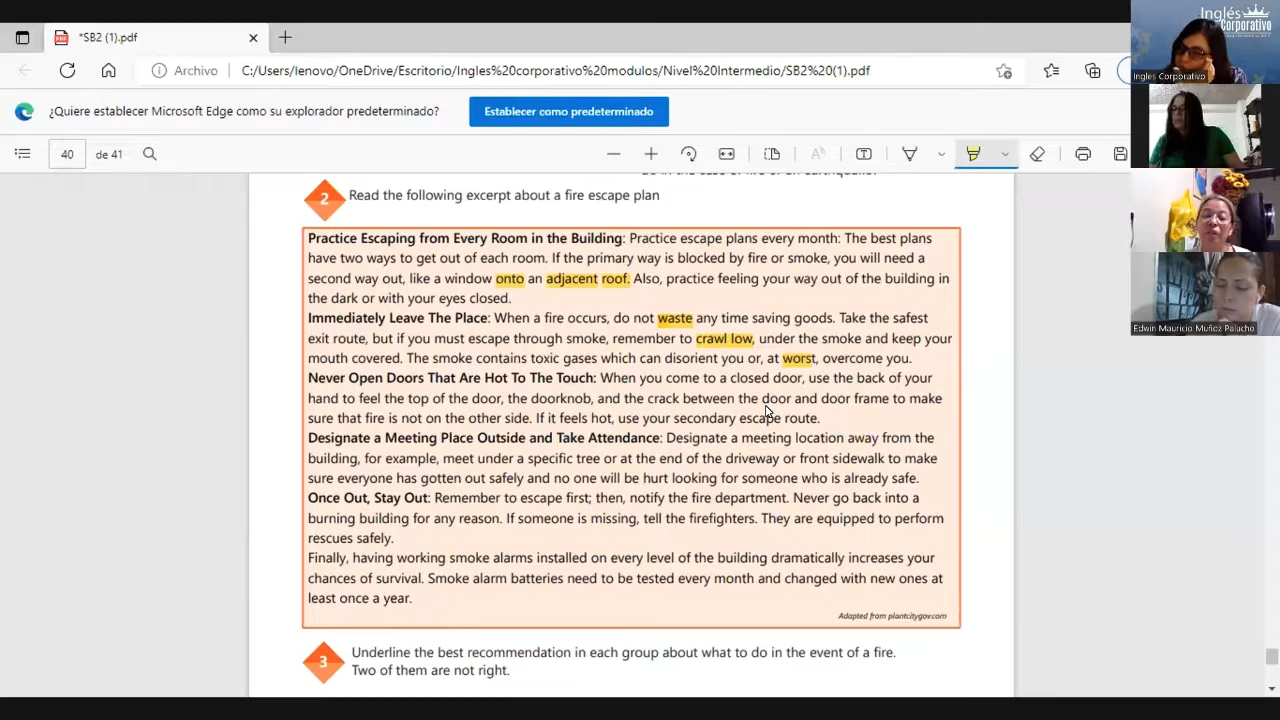 *SB2 (1).pdf
Archivo
C:/Users/lenovo/OneDrive/Escritorio/Ingles%20corporativo%20modulos/Nivel%20Intermedio/SB2%20(1).pdf
¿Quiere establecer Microsoft Edge como su explorador predeterminado?
Establecer como predeterminado
40 de 41
2 Read the following excerpt about a fire escape plan
Practice Escaping from Every Room in the Building: Practice escape plans every month: The best plans
have two ways to get out of each room. If the primary way is blocked by fire or smoke, you will need a
second way out, like a window onto an adjacent roof. Also, practice feeling your way out of the building in
the dark or with your eyes closed.
Immediately Leave The Place: When a fire occurs, do not waste any time saving goods. Take the safest
exit route, but if you must escape through smoke, remember to crawl low, under the smoke and keep your
mouth covered. The smoke contains toxic gases which can disorient you or, at worst, overcome you.
Never Open Doors That Are Hot To The Touch: When you come to a closed door, use the back of your
hand to feel the top of the door, the doorknob, and the crack between the door and door frame to make
sure that fire is not on the other side. If it feels hot, use your secondary escape route.
Designate a Meeting Place Outside and Take Attendance: Designate a meeting location away from the
building, for example, meet under a specific tree or at the end of the driveway or front sidewalk to make
sure everyone has gotten out safely and no one will be hurt looking for someone who is already safe.
Once Out, Stay Out: Remember to escape first; then, notify the fire department. Never go back into a
burning building for any reason. If someone is missing, tell the firefighters. They are equipped to perform
rescues safely.
Finally, having working smoke alarms installed on every level of the building dramatically increases your
chances of survival. Smoke alarm batteries need to be tested every month and changed with new ones at
least once a year.
Adapted from plantcitygov.com
3 Underline the best recommendation in each group about what to do in the event of a fire.
Two of them are not right.
Inglés
Corporativo
Ingles Corporativo
Edwin Mauricio Muñoz Palucho